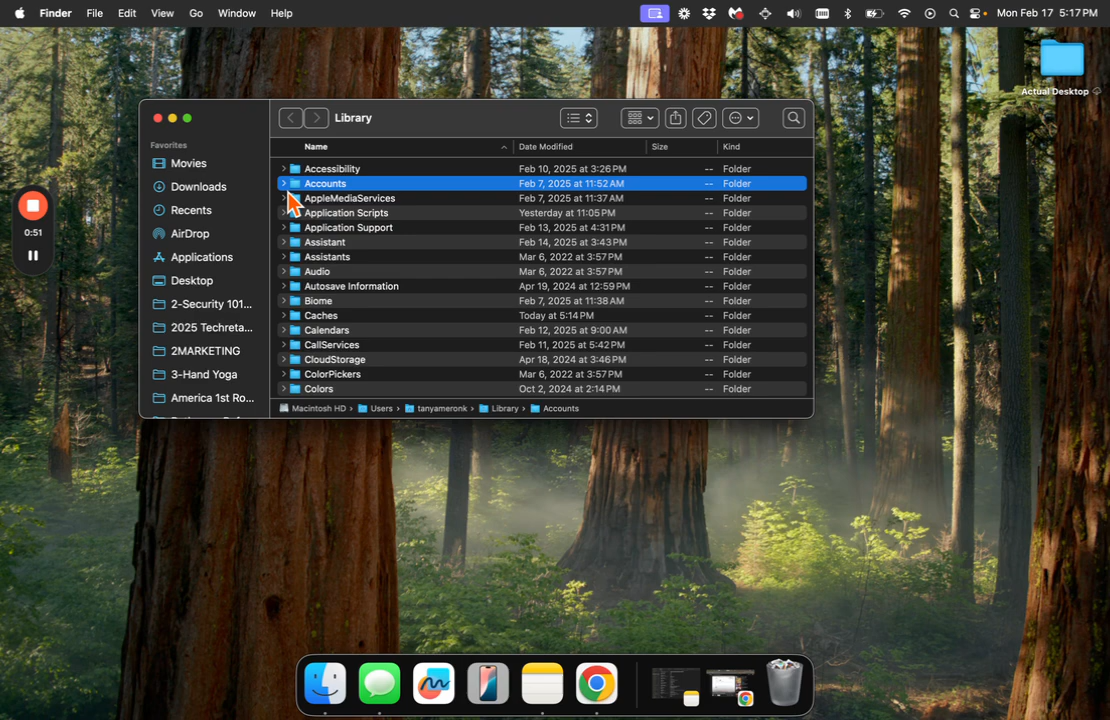 Finder File Edit View Go Window Help Mon Feb 17 5:17 PM
Actual Desktop
Library
Favorites
Movies
Downloads
Recents
AirDrop
Applications
Desktop
2-Security 101...
2025 Techreta...
2MARKETING
3-Hand Yoga
America 1st Ro...
0:51
Name Date Modified Size Kind
Accessibility Feb 10, 2025 at 3:26 PM -- Folder
Accounts Feb 7, 2025 at 11:52 AM -- Folder
AppleMediaServices Feb 7, 2025 at 11:37 AM -- Folder
Application Scripts Yesterday at 11:05 PM -- Folder
Application Support Feb 13, 2025 at 4:31 PM -- Folder
Assistant Feb 14, 2025 at 3:43 PM -- Folder
Assistants Mar 6, 2022 at 3:57 PM -- Folder
Audio Mar 6, 2022 at 3:57 PM -- Folder
Autosave Information Apr 19, 2024 at 12:59 PM -- Folder
Biome Feb 7, 2025 at 11:38 AM -- Folder
Caches Today at 5:14 PM -- Folder
Calendars Feb 12, 2025 at 9:00 AM -- Folder
CallServices Feb 11, 2025 at 5:42 PM -- Folder
CloudStorage Apr 18, 2024 at 3:46 PM -- Folder
ColorPickers Mar 6, 2022 at 3:57 PM -- Folder
Colors Oct 2, 2024 at 2:14 PM -- Folder
Macintosh HD › Users › tanyameronk › Library › Accounts